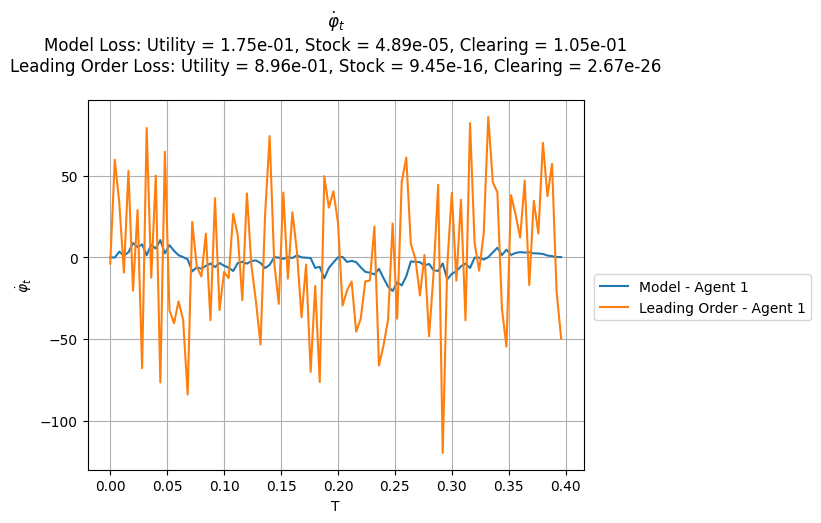 φ̇ₜ
Model Loss: Utility = 1.75e-01, Stock = 4.89e-05, Clearing = 1.05e-01
Leading Order Loss: Utility = 8.96e-01, Stock = 9.45e-16, Clearing = 2.67e-26
50
0
−50
−100
φ̇ₜ
0.00 0.05 0.10 0.15 0.20 0.25 0.30 0.35 0.40
T
Model - Agent 1
Leading Order - Agent 1